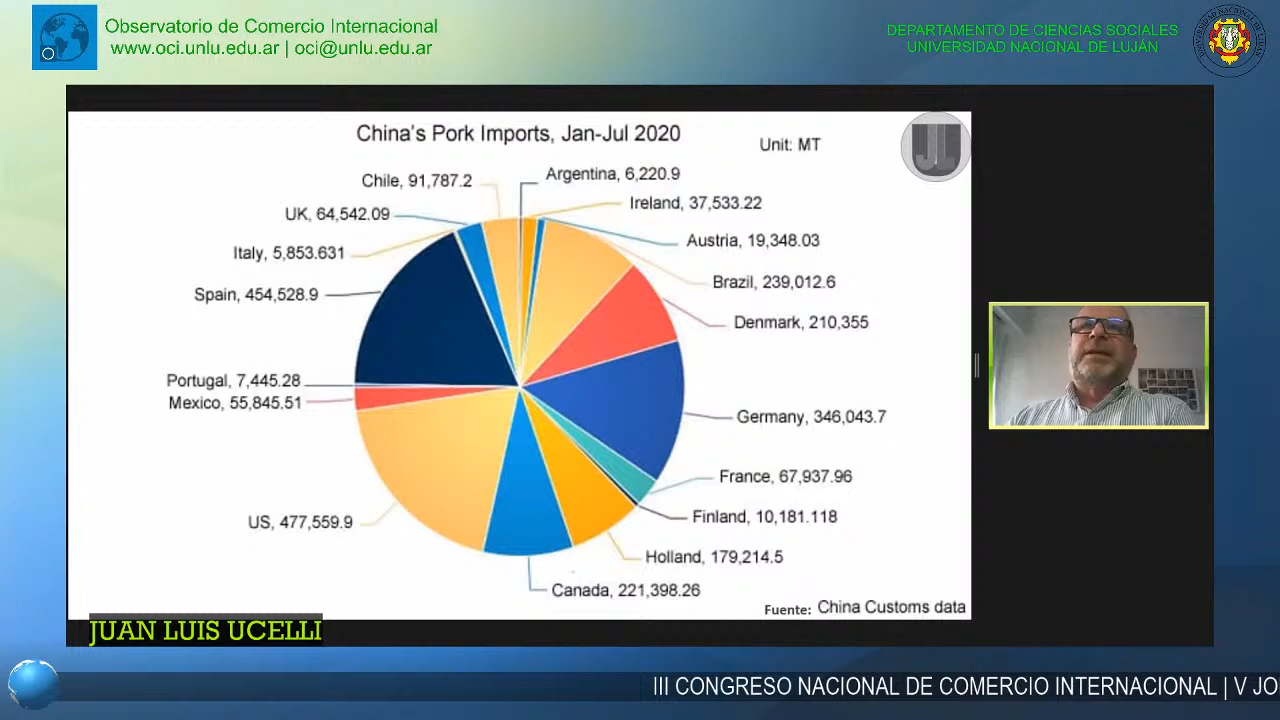 Observatorio de Comercio Internacional
www.oci.unlu.edu.ar | oci@unlu.edu.ar
DEPARTAMENTO DE CIENCIAS SOCIALES
UNIVERSIDAD NACIONAL DE LUJÁN
China's Pork Imports, Jan-Jul 2020
Unit: MT
Chile, 91,787.2
Argentina, 6,220.9
UK, 64,542.09
Ireland, 37,533.22
Italy, 5,853.631
Austria, 19,348.03
Spain, 454,528.9
Brazil, 239,012.6
Denmark, 210,355
Portugal, 7,445.28
Mexico, 55,845.51
Germany, 346,043.7
France, 67,937.96
US, 477,559.9
Finland, 10,181.118
Holland, 179,214.5
Canada, 221,398.26
Fuente: China Customs data
JUAN LUIS UCELLI
III CONGRESO NACIONAL DE COMERCIO INTERNACIONAL | V JO